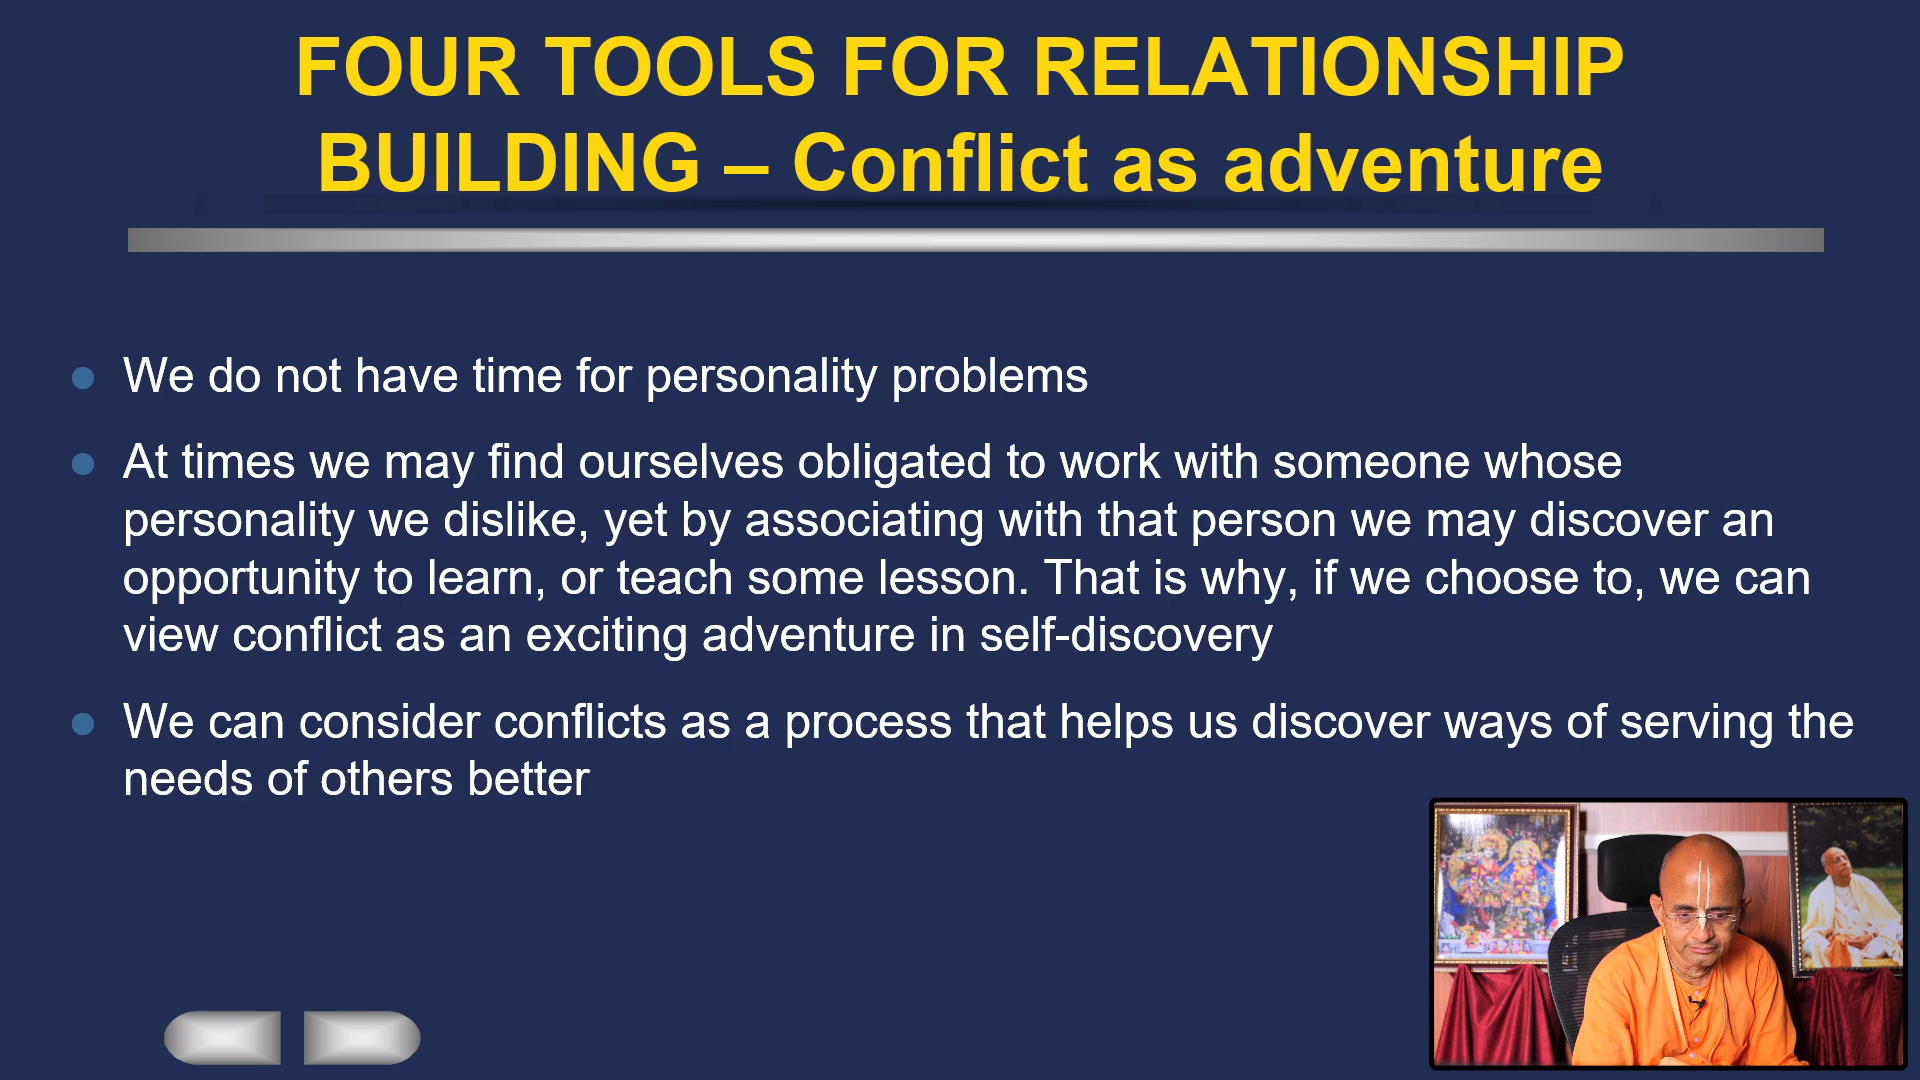 FOUR TOOLS FOR RELATIONSHIP
BUILDING – Conflict as adventure
We do not have time for personality problems
At times we may find ourselves obligated to work with someone whose
personality we dislike, yet by associating with that person we may discover an
opportunity to learn, or teach some lesson. That is why, if we choose to, we can
view conflict as an exciting adventure in self-discovery
We can consider conflicts as a process that helps us discover ways of serving the
needs of others better